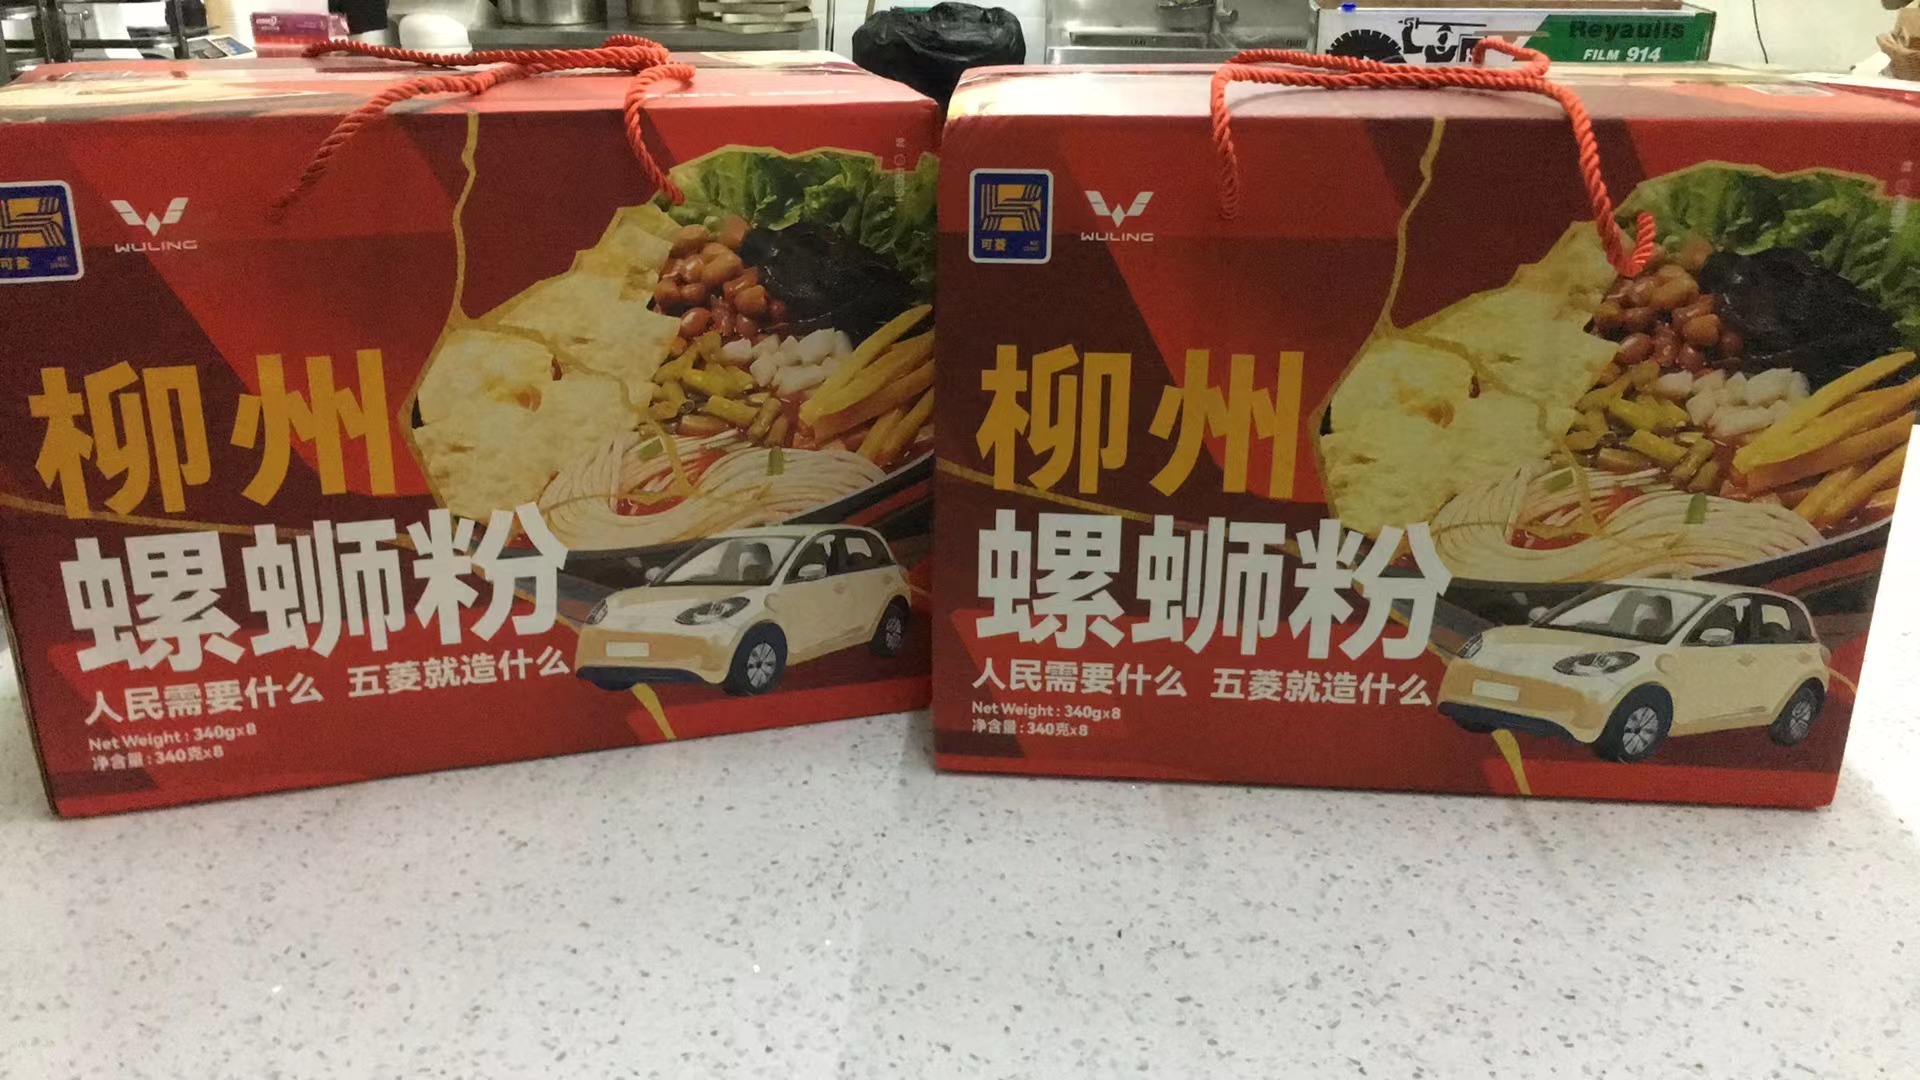 Reyaulis
FILM 914
可菱
WULING
柳州
螺蛳粉
人民需要什么 五菱就造什么
Net Weight : 340g×8
净含量 : 340克×8
可菱
WULING
柳州
螺蛳粉
人民需要什么 五菱就造什么
Net Weight : 340g×8
净含量 : 340克×8